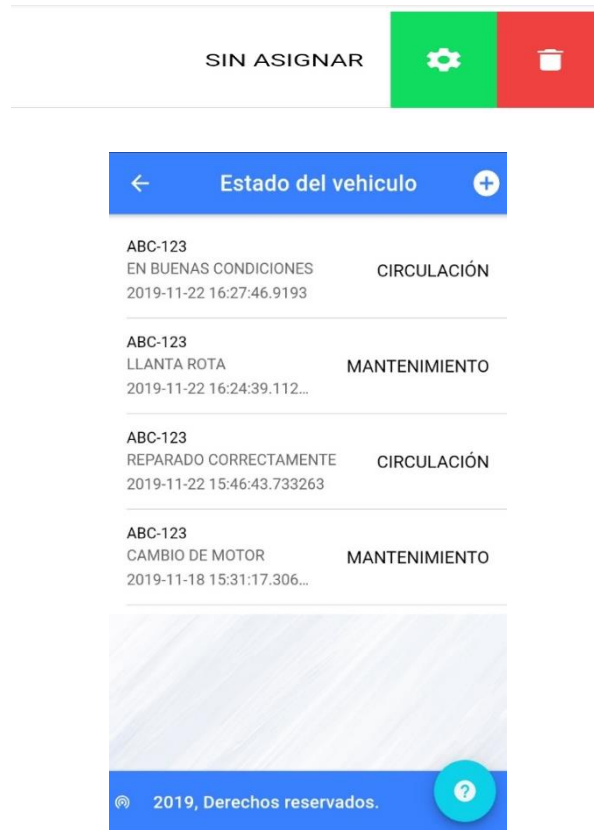 SIN ASIGNAR
Estado del vehiculo
ABC-123
EN BUENAS CONDICIONES
CIRCULACIÓN
2019-11-22 16:27:46.9193
ABC-123
LLANTA ROTA
MANTENIMIENTO
2019-11-22 16:24:39.112...
ABC-123
REPARADO CORRECTAMENTE
CIRCULACIÓN
2019-11-22 15:46:43.733263
ABC-123
CAMBIO DE MOTOR
MANTENIMIENTO
2019-11-18 15:31:17.306...
2019, Derechos reservados.
?